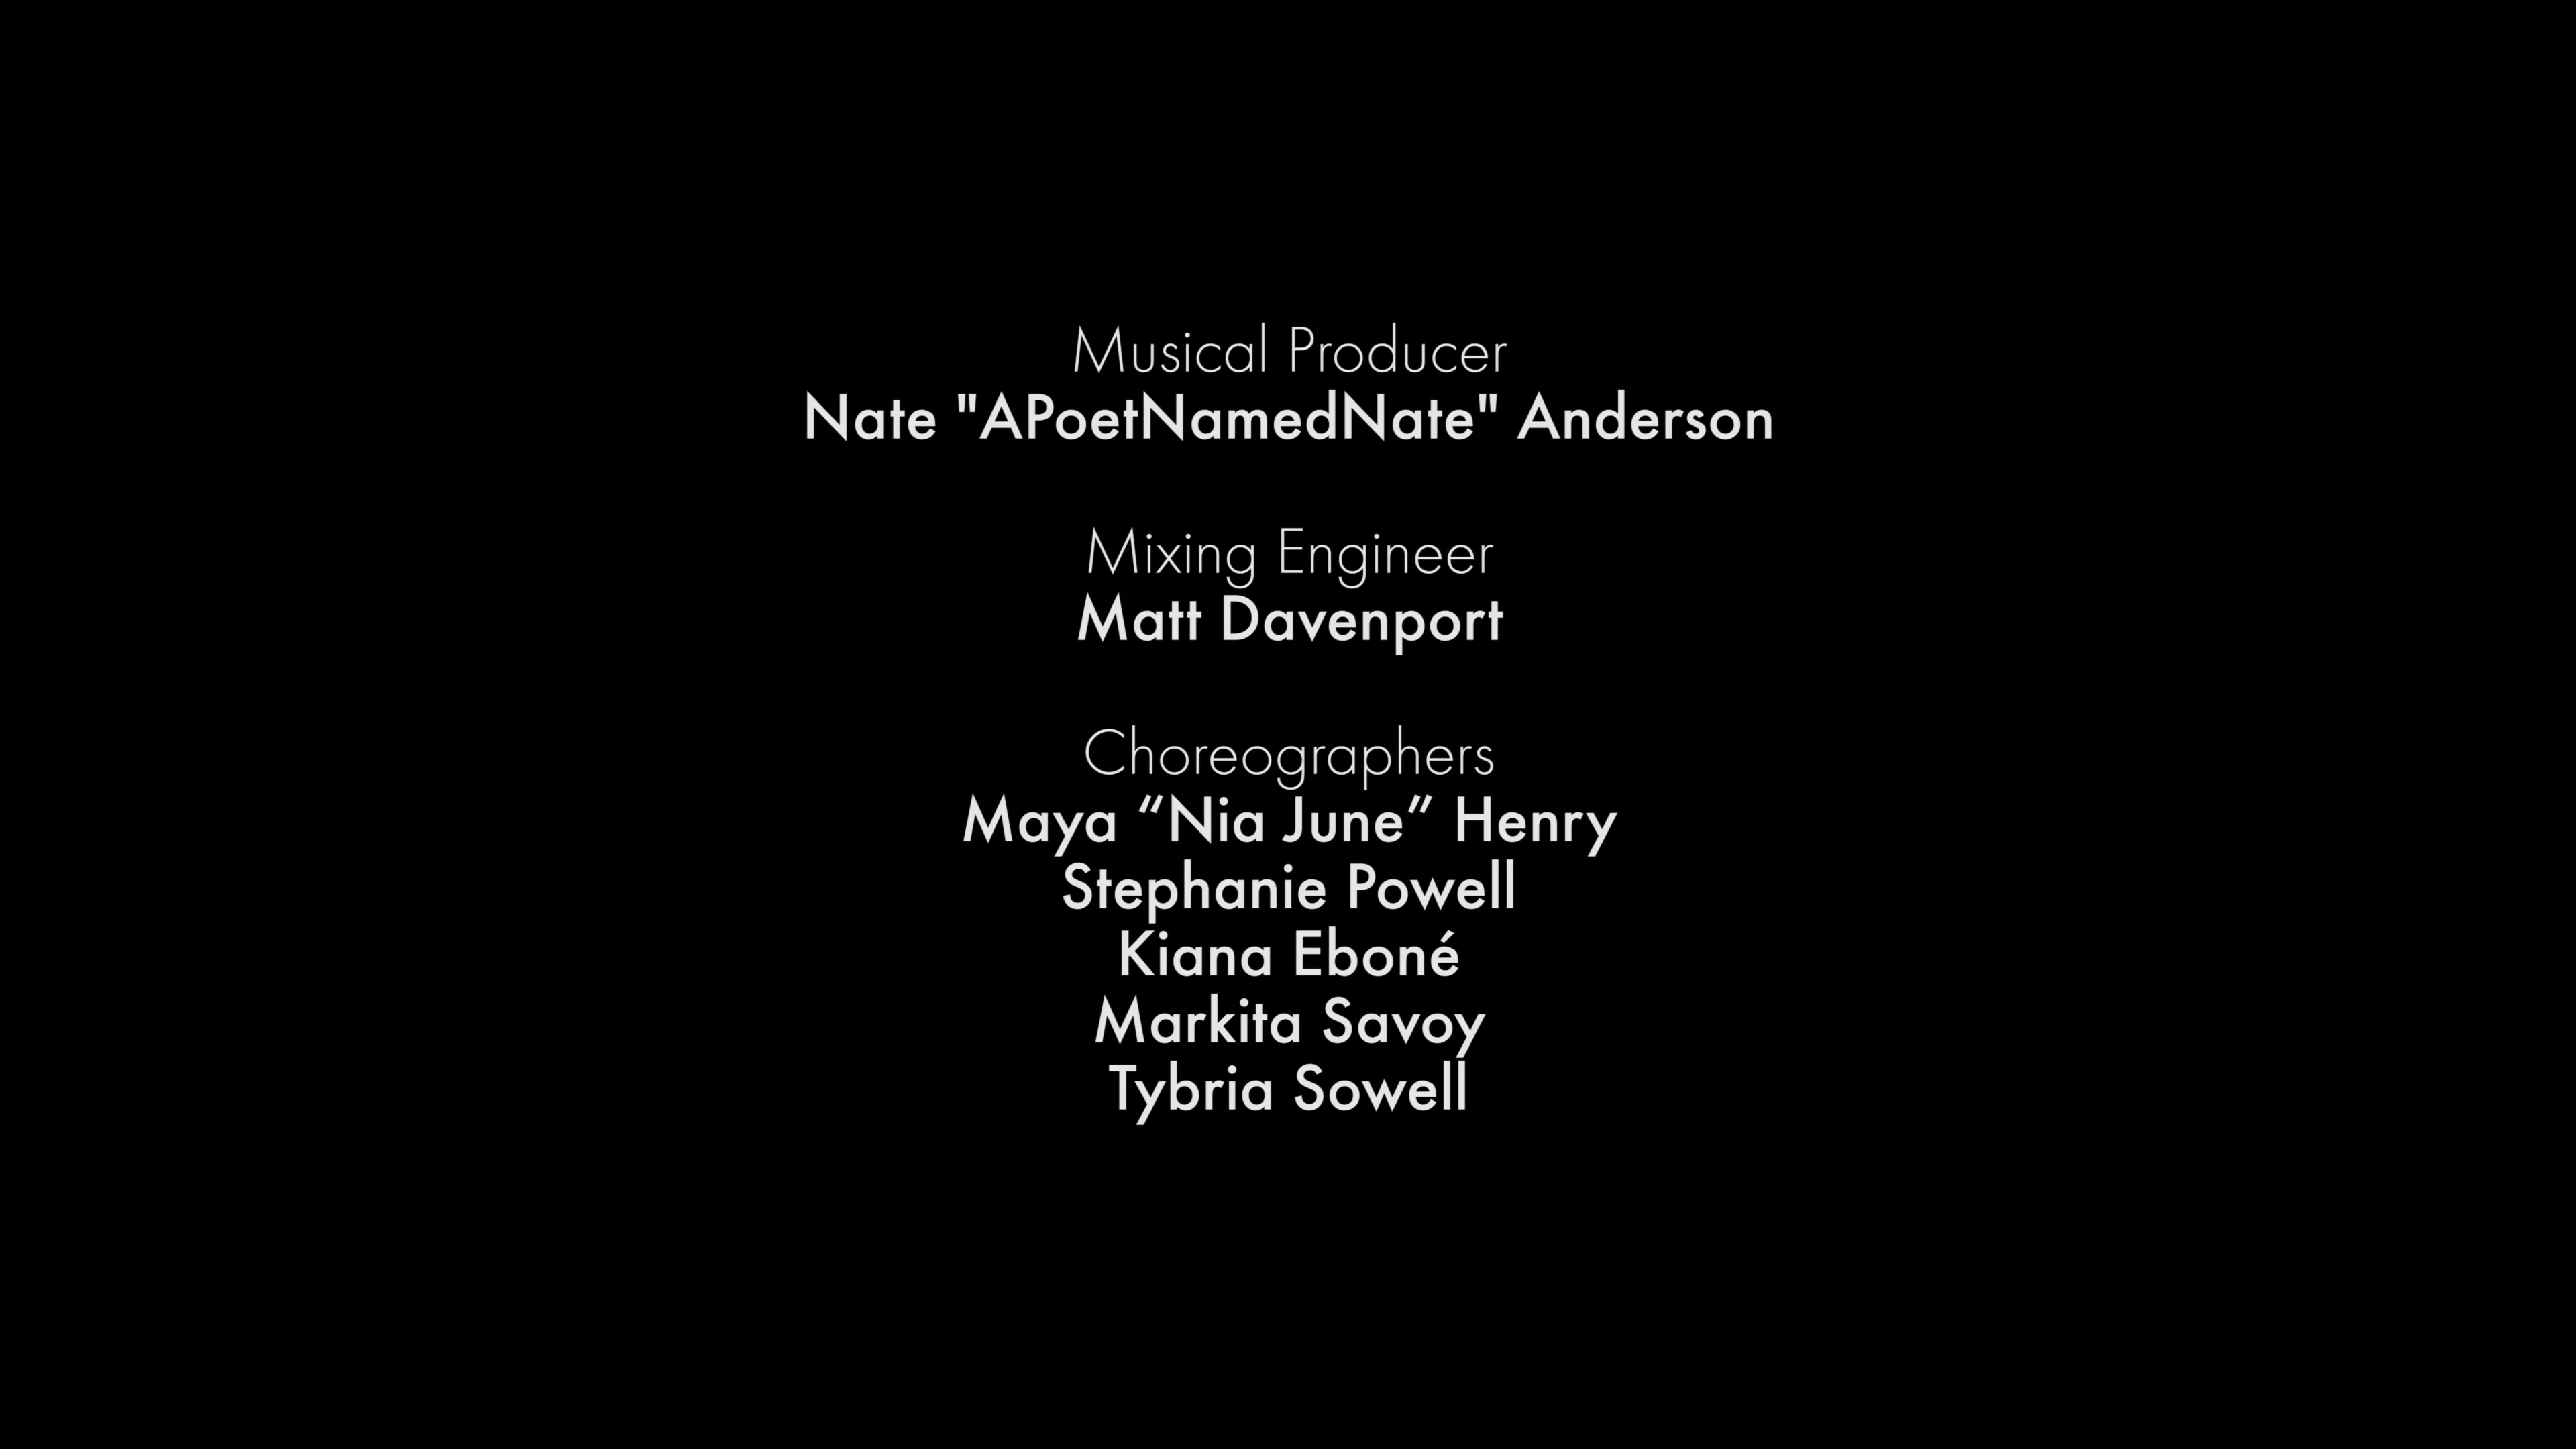 Musical Producer
Nate "APoetNamedNate" Anderson
Mixing Engineer
Matt Davenport
Choreographers
Maya “Nia June” Henry
Stephanie Powell
Kiana Eboné
Markita Savoy
Tybria Sowell